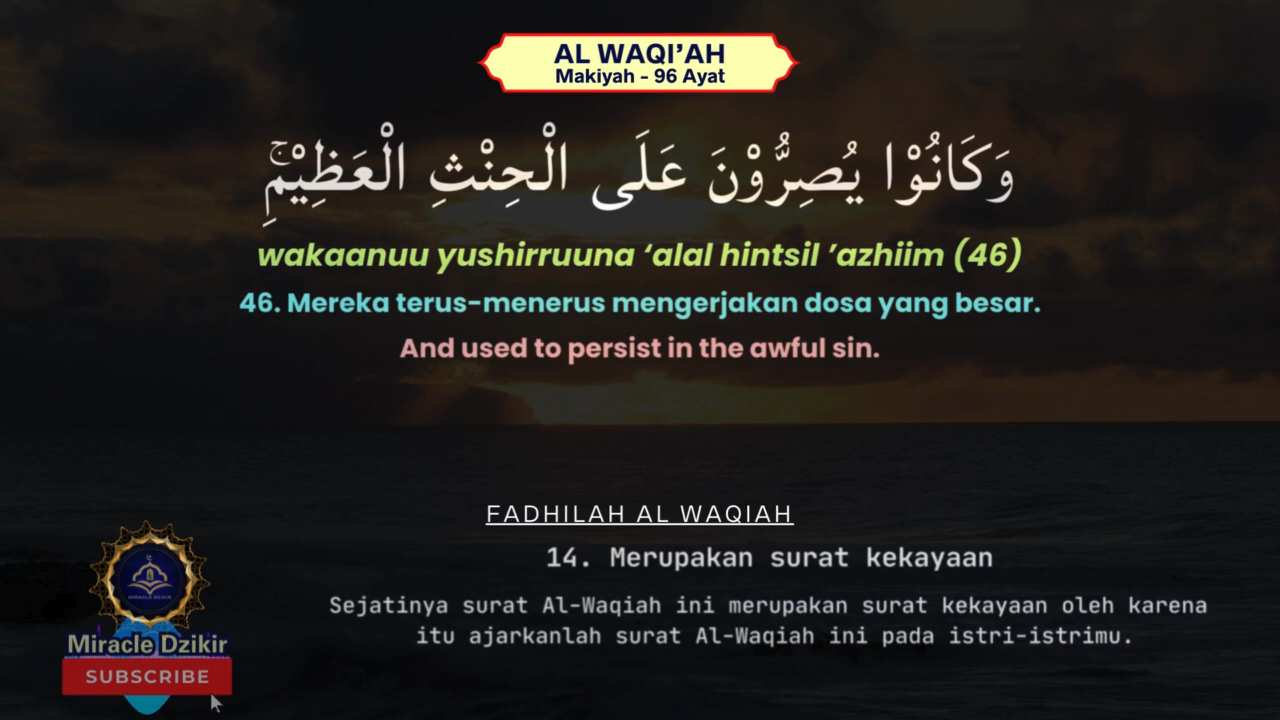 AL WAQI’AH
Makiyah - 96 Ayat
وَكَانُوْا يُصِرُّوْنَ عَلَى الْحِنْثِ الْعَظِيْمِۚ
wakaanuu yushirruuna ‘alal hintsil ’azhiim (46)
46. Mereka terus-menerus mengerjakan dosa yang besar.
And used to persist in the awful sin.
FADHILAH AL WAQIAH
14. Merupakan surat kekayaan
Sejatinya surat Al-Waqiah ini merupakan surat kekayaan oleh karena
itu ajarkanlah surat Al-Waqiah ini pada istri-istrimu.
MIRACLE DZIKIR
Miracle Dzikir
SUBSCRIBE